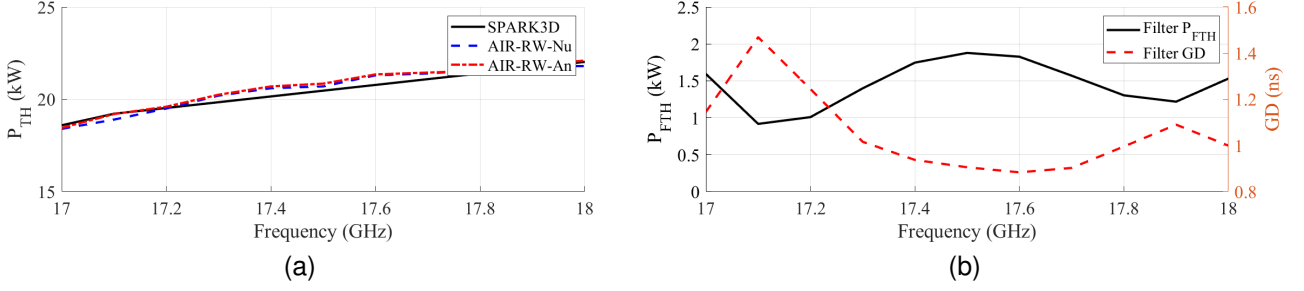 25
20
15
P_TH (kW)
SPARK3D
AIR-RW-Nu
AIR-RW-An
17
17.2
17.4
17.6
17.8
18
Frequency (GHz)
(a)
2.5
2
1.5
1
0.5
0
P_FTH (kW)
Filter P_FTH
Filter GD
1.6
1.4
1.2
1
0.8
GD (ns)
17
17.2
17.4
17.6
17.8
18
Frequency (GHz)
(b)